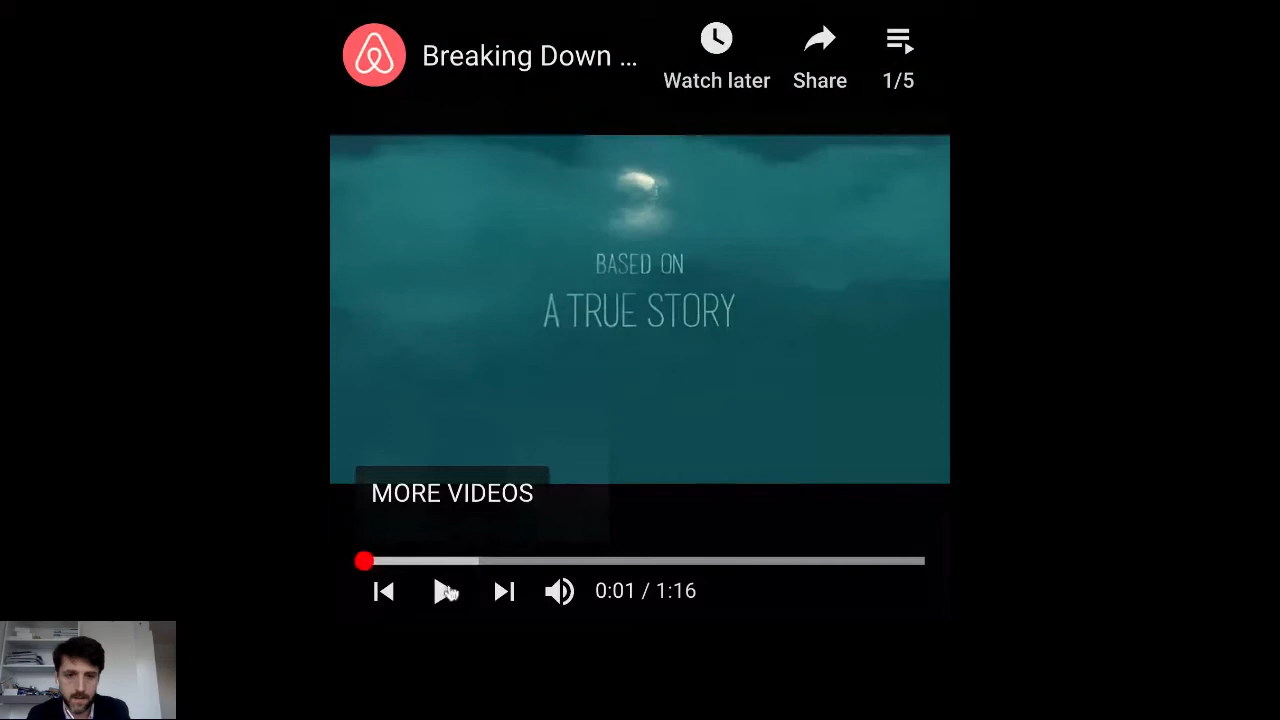 Breaking Down ...
Watch later
Share
1/5
BASED ON
A TRUE STORY
MORE VIDEOS
0:01 / 1:16